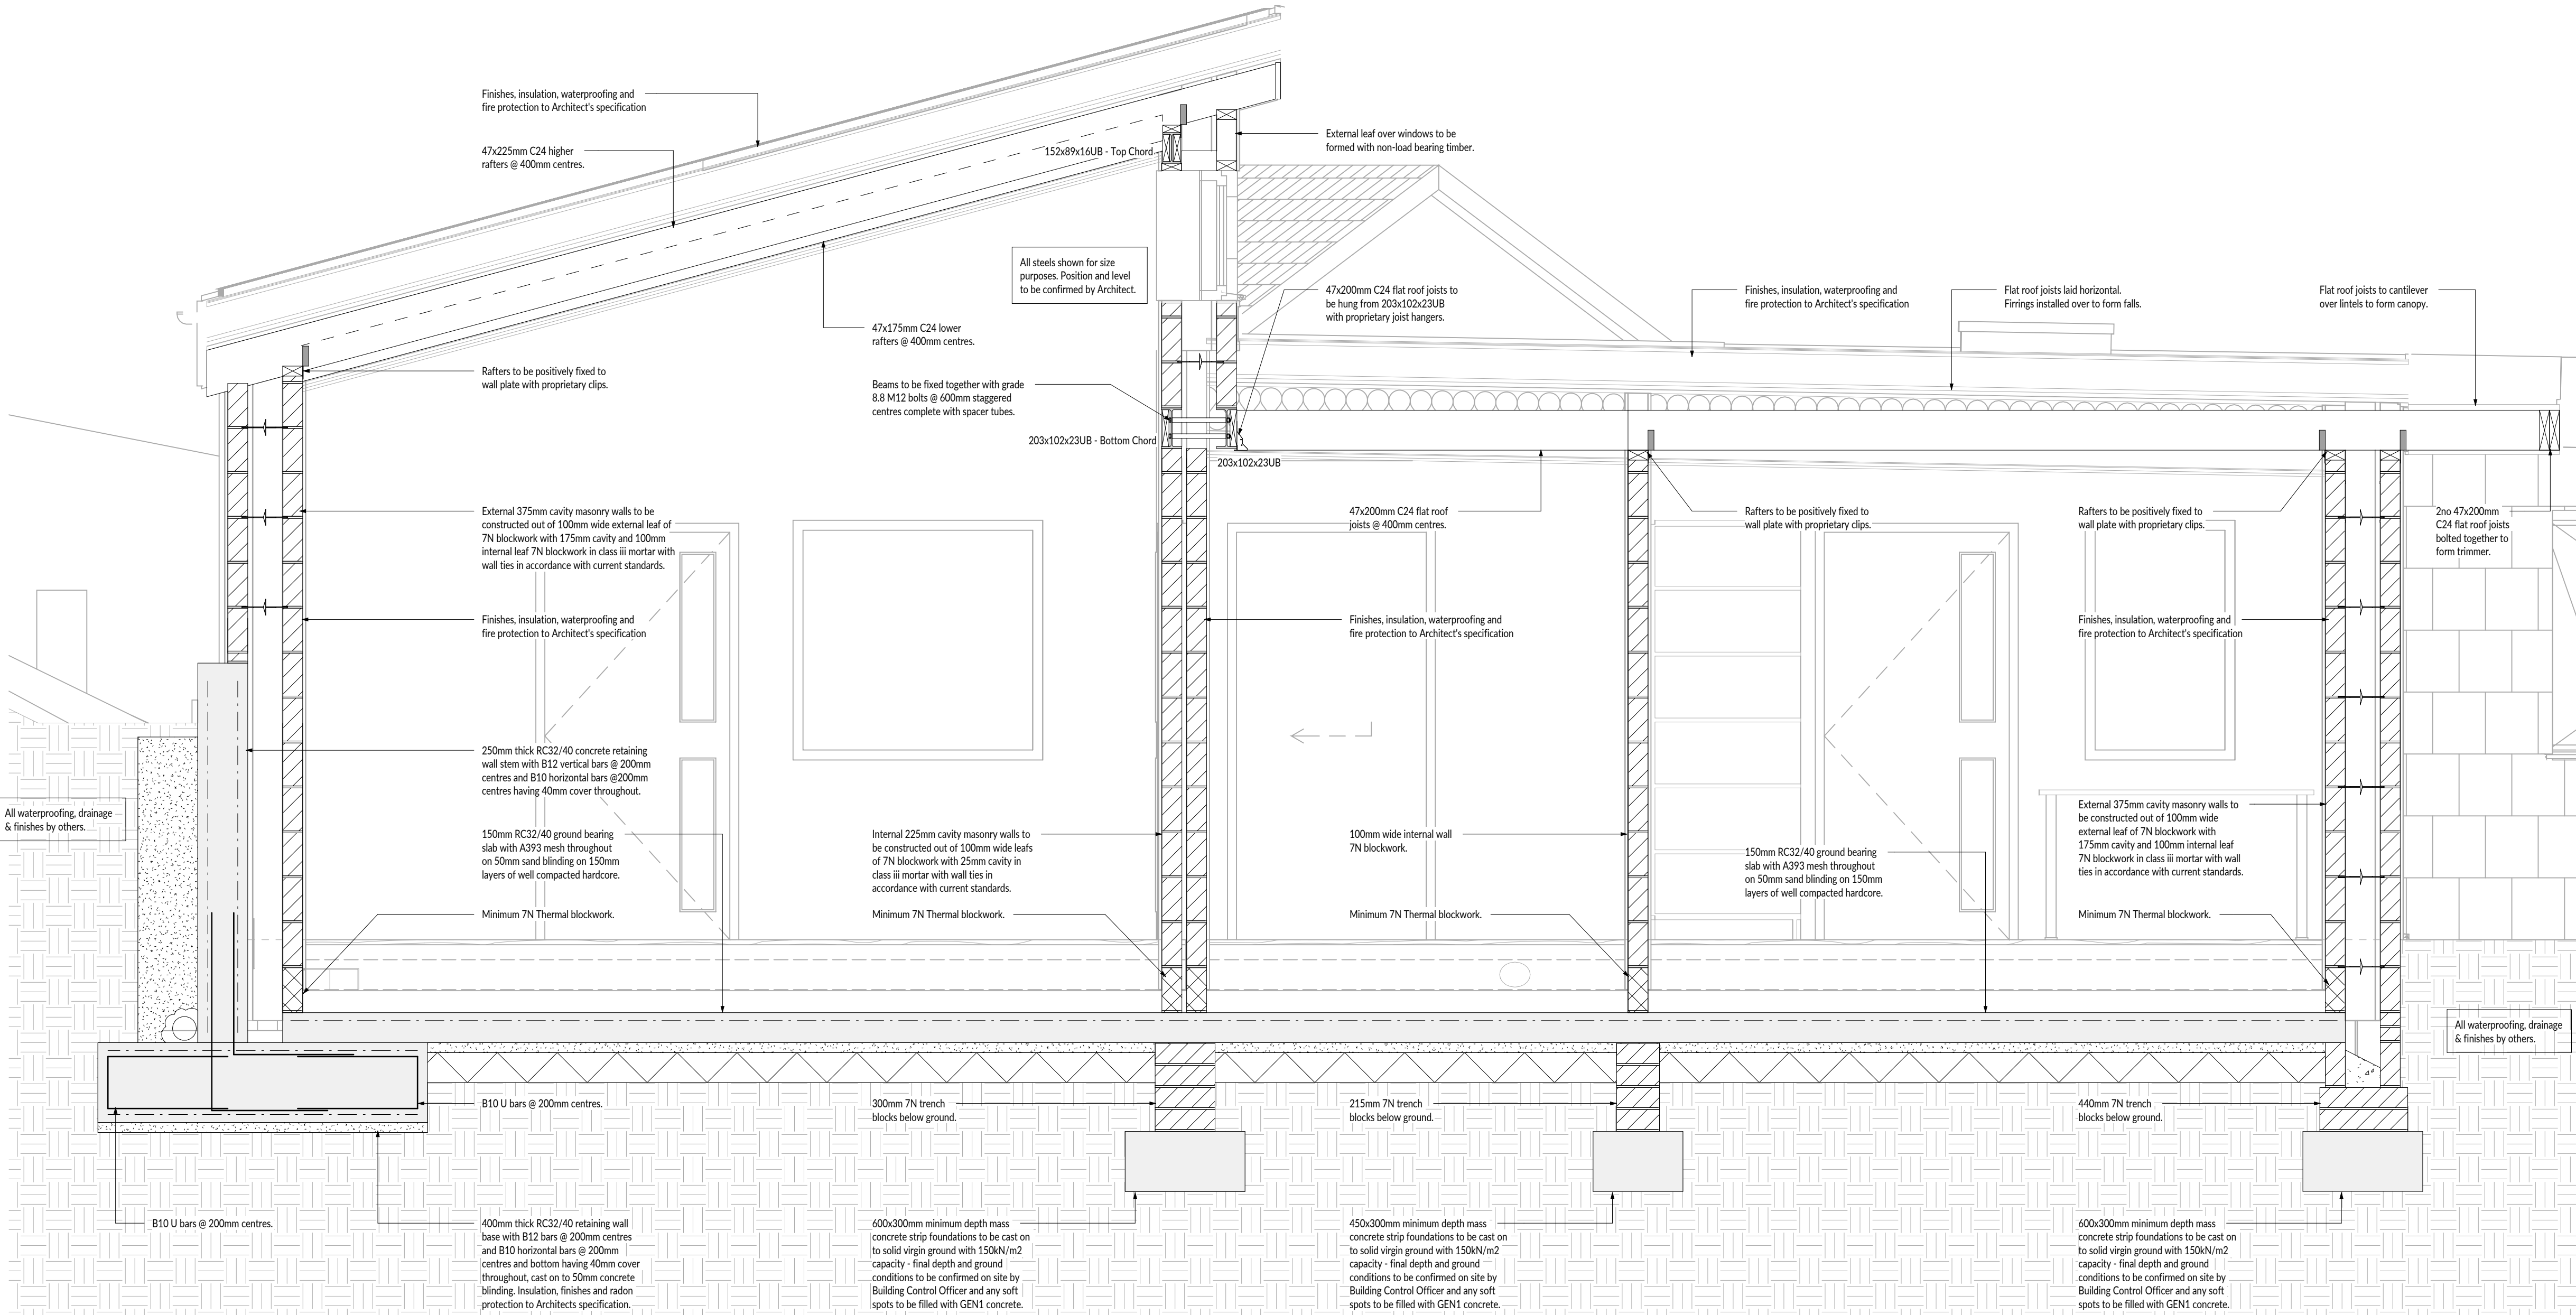 Finishes, insulation, waterproofing and
fire protection to Architect's specification
47x225mm C24 higher
rafters @ 400mm centres.
152x89x16UB - Top Chord
External leaf over windows to be
formed with non-load bearing timber.
All steels shown for size
purposes. Position and level
to be confirmed by Architect.
47x200mm C24 flat roof joists to
be hung from 203x102x23UB
with proprietary joist hangers.
Finishes, insulation, waterproofing and
fire protection to Architect's specification
Flat roof joists laid horizontal.
Firrings installed over to form falls.
Flat roof joists to cantilever
over lintels to form canopy.
47x175mm C24 lower
rafters @ 400mm centres.
Rafters to be positively fixed to
wall plate with proprietary clips.
Beams to be fixed together with grade
8.8 M12 bolts @ 600mm staggered
centres complete with spacer tubes.
203x102x23UB - Bottom Chord
203x102x23UB
External 375mm cavity masonry walls to be
constructed out of 100mm wide external leaf of
7N blockwork with 175mm cavity and 100mm
internal leaf 7N blockwork in class iii mortar with
wall ties in accordance with current standards.
47x200mm C24 flat roof
joists @ 400mm centres.
Rafters to be positively fixed to
wall plate with proprietary clips.
Rafters to be positively fixed to
wall plate with proprietary clips.
2no 47x200mm
C24 flat roof joists
bolted together to
form trimmer.
Finishes, insulation, waterproofing and
fire protection to Architect's specification
Finishes, insulation, waterproofing and
fire protection to Architect's specification
Finishes, insulation, waterproofing and
fire protection to Architect's specification
250mm thick RC32/40 concrete retaining
wall stem with B12 vertical bars @ 200mm
centres and B10 horizontal bars @200mm
centres having 40mm cover throughout.
All waterproofing, drainage
& finishes by others.
150mm RC32/40 ground bearing
slab with A393 mesh throughout
on 50mm sand blinding on 150mm
layers of well compacted hardcore.
Internal 225mm cavity masonry walls to
be constructed out of 100mm wide leafs
of 7N blockwork with 25mm cavity in
class iii mortar with wall ties in
accordance with current standards.
100mm wide internal wall
7N blockwork.
150mm RC32/40 ground bearing
slab with A393 mesh throughout
on 50mm sand blinding on 150mm
layers of well compacted hardcore.
External 375mm cavity masonry walls to
be constructed out of 100mm wide
external leaf of 7N blockwork with
175mm cavity and 100mm internal leaf
7N blockwork in class iii mortar with wall
ties in accordance with current standards.
Minimum 7N Thermal blockwork.
Minimum 7N Thermal blockwork.
Minimum 7N Thermal blockwork.
Minimum 7N Thermal blockwork.
All waterproofing, drainage
& finishes by others.
B10 U bars @ 200mm centres.
300mm 7N trench
blocks below ground.
215mm 7N trench
blocks below ground.
440mm 7N trench
blocks below ground.
B10 U bars @ 200mm centres.
400mm thick RC32/40 retaining wall
base with B12 bars @ 200mm centres
and B10 horizontal bars @ 200mm
centres and bottom having 40mm cover
throughout, cast on to 50mm concrete
blinding. Insulation, finishes and radon
protection to Architects specification.
600x300mm minimum depth mass
concrete strip foundations to be cast on
to solid virgin ground with 150kN/m2
capacity - final depth and ground
conditions to be confirmed on site by
Building Control Officer and any soft
spots to be filled with GEN1 concrete.
450x300mm minimum depth mass
concrete strip foundations to be cast on
to solid virgin ground with 150kN/m2
capacity - final depth and ground
conditions to be confirmed on site by
Building Control Officer and any soft
spots to be filled with GEN1 concrete.
600x300mm minimum depth mass
concrete strip foundations to be cast on
to solid virgin ground with 150kN/m2
capacity - final depth and ground
conditions to be confirmed on site by
Building Control Officer and any soft
spots to be filled with GEN1 concrete.